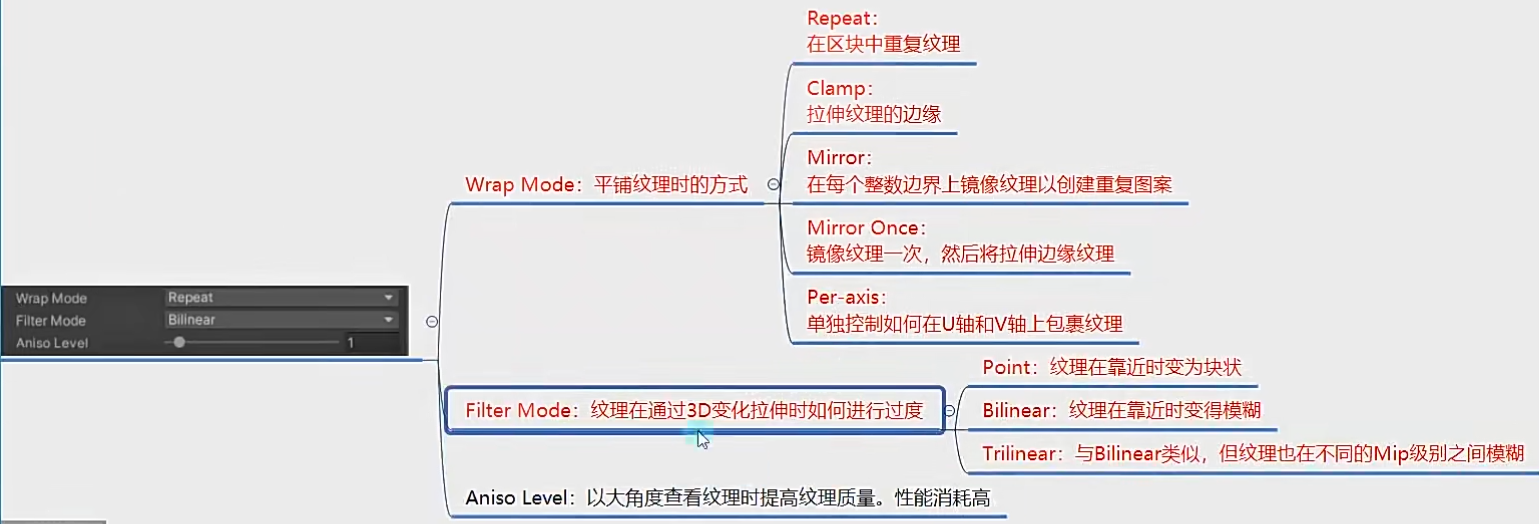 Repeat：
在区块中重复纹理
Clamp：
拉伸纹理的边缘
Mirror：
Wrap Mode：平铺纹理时的方式
在每个整数边界上镜像纹理以创建重复图案
Mirror Once：
镜像纹理一次，然后将拉伸边缘纹理
Per-axis：
单独控制如何在U轴和V轴上包裹纹理
Wrap Mode Repeat
Filter Mode Bilinear
Aniso Level 1
Point：纹理在靠近时变为块状
Filter Mode：纹理在通过3D变化拉伸时如何进行过度
Bilinear：纹理在靠近时变得模糊
Trilinear：与Bilinear类似，但纹理也在不同的Mip级别之间模糊
Aniso Level：以大角度查看纹理时提高纹理质量。性能消耗高